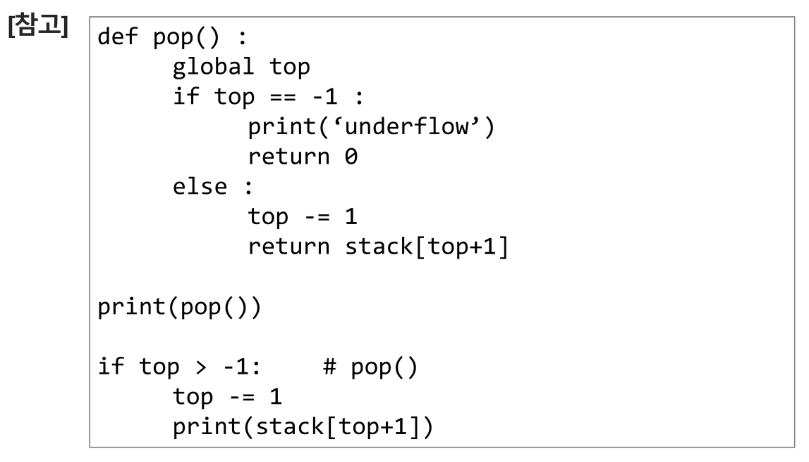 [참고]
def pop() :
global top
if top == -1 :
print(‘underflow’)
return 0
else :
top -= 1
return stack[top+1]
print(pop())
if top > -1: # pop()
top -= 1
print(stack[top+1])